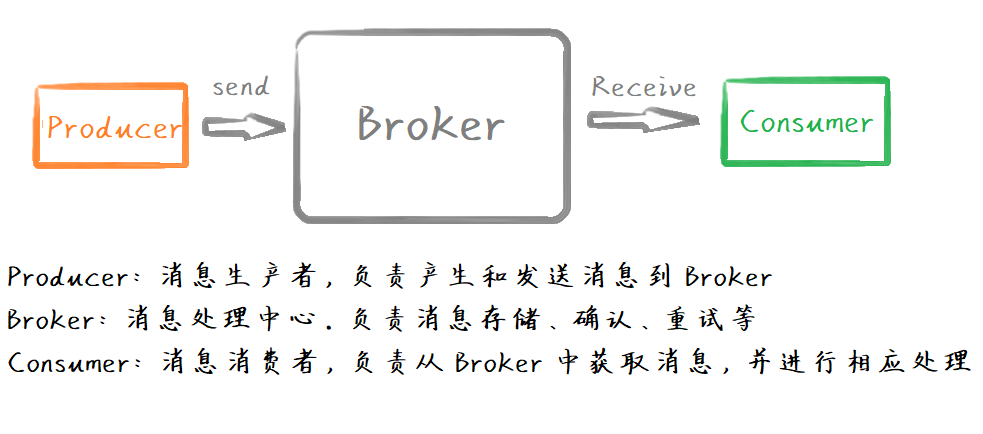 Producer
send
Broker
Receive
Consumer
Producer: 消息生产者, 负责产生和发送消息到 Broker
Broker: 消息处理中心. 负责消息存储、确认、重试等
Consumer: 消息消费者, 负责从 Broker 中获取消息, 并进行相应处理